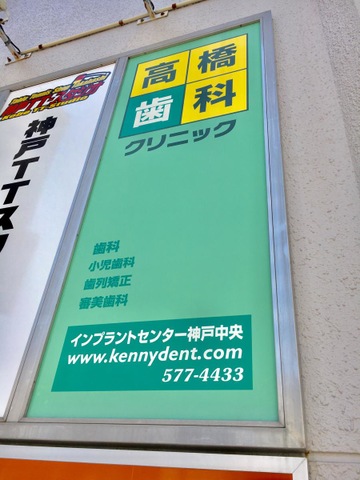 高橋
歯科
クリニック
歯科
小児歯科
歯列矯正
審美歯科
インプラントセンター神戸中央
www.kennydent.com
577-4433